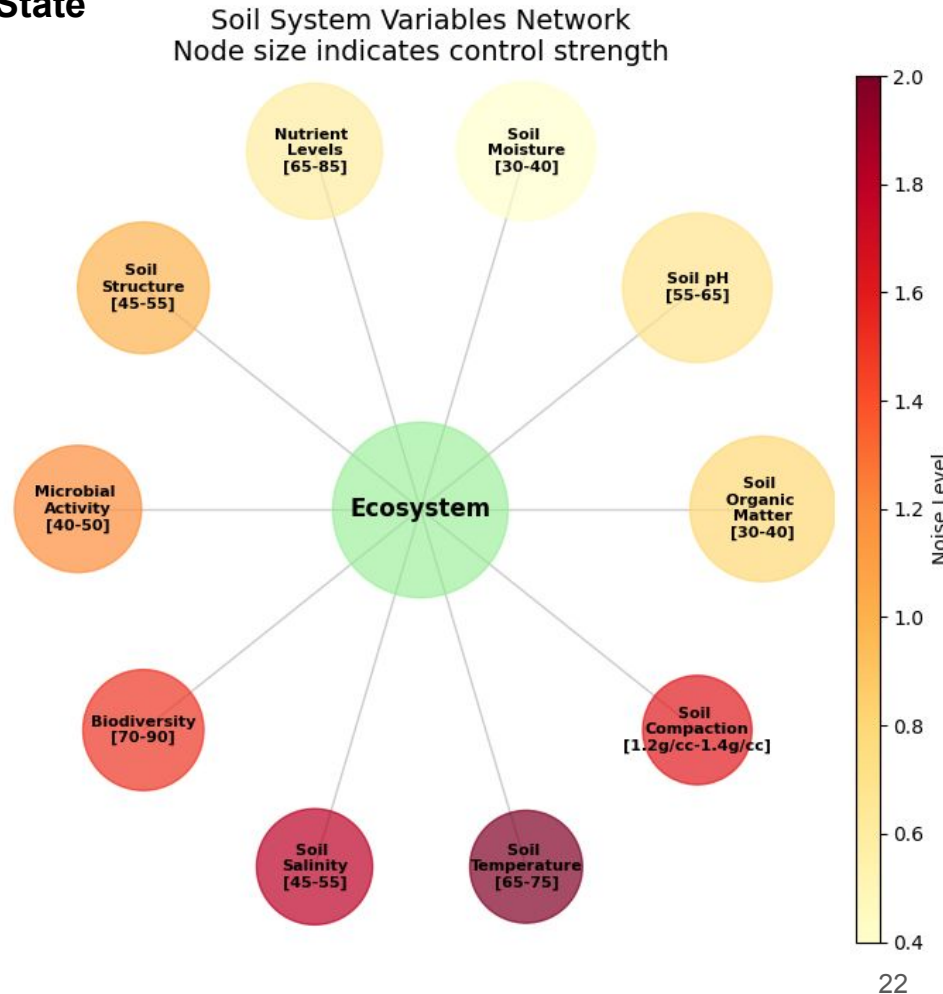 State
Soil System Variables Network
Node size indicates control strength
Nutrient
Levels
[65-85]
Soil
Moisture
[30-40]
Soil
Structure
[45-55]
Soil pH
[55-65]
Microbial
Activity
[40-50]
Ecosystem
Soil
Organic
Matter
[30-40]
Biodiversity
[70-90]
Soil
Compaction
[1.2g/cc-1.4g/cc]
Soil
Salinity
[45-55]
Soil
Temperature
[65-75]
2.0
1.8
1.6
1.4
1.2
1.0
0.8
0.6
0.4
Noise Level
22